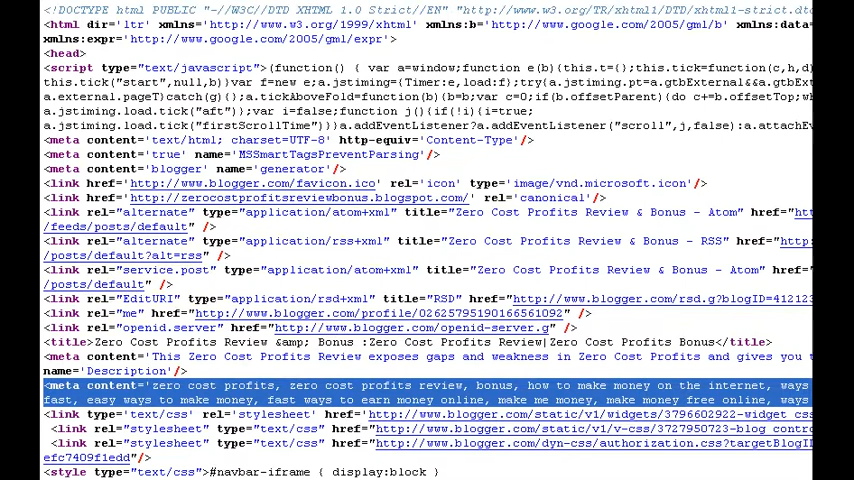 <!DOCTYPE html PUBLIC "-//W3C//DTD XHTML 1.0 Strict//EN" "http://www.w3.org/TR/xhtml1/DTD/xhtml1-strict.dtd
<html dir='ltr' xmlns='http://www.w3.org/1999/xhtml' xmlns:b='http://www.google.com/2005/gml/b' xmlns:data=
xmlns:expr='http://www.google.com/2005/gml/expr'>
<head>
<script type="text/javascript">(function() { var a=window;function e(b){this.t={};this.tick=function(c,h,d)
this.tick("start",null,b)}var f=new e;a.jstiming={Timer:e,load:f};try{a.jstiming.pt=a.gtbExternal&&a.gtbE
a.external.pageT}catch(g){};a.tickAboveFold=function(b){b=b;var c=0;if(b.offsetParent){do c+=b.offsetTop;wh
a.jstiming.load.tick("aft")};var i=false;function j(){if(!i){i=true;
a.jstiming.load.tick("firstScrollTime")}}a.addEventListener?a.addEventListener("scroll",j,false):a.attachEv
<meta content='text/html; charset=UTF-8' http-equiv='Content-Type'/>
<meta content='true' name='MSSmartTagsPreventParsing'/>
<meta content='blogger' name='generator'/>
<link href='http://www.blogger.com/favicon.ico' rel='icon' type='image/vnd.microsoft.icon'/>
<link href='http://zerocostprofitsreviewbonus.blogspot.com/' rel='canonical'/>
<link rel="alternate" type="application/atom+xml" title="Zero Cost Profits Review & Bonus - Atom" href="htt
/feeds/posts/default" />
<link rel="alternate" type="application/rss+xml" title="Zero Cost Profits Review & Bonus - RSS" href="http:
/posts/default?alt=rss" />
<link rel="service.post" type="application/atom+xml" title="Zero Cost Profits Review & Bonus - Atom" href="
/posts/default" />
<link rel="EditURI" type="application/rsd+xml" title="RSD" href="http://www.blogger.com/rsd.g?blogID=412123
<link rel="me" href="http://www.blogger.com/profile/02625795190166561092" />
<link rel="openid.server" href="http://www.blogger.com/openid-server.g" />
<title>Zero Cost Profits Review &amp; Bonus :Zero Cost Profits Review|Zero Cost Profits Bonus</title>
<meta content='This Zero Cost Profits Review exposes gaps and weakness in Zero Cost Profits and gives you t
name='Description'/>
<meta content='zero cost profits, zero cost profits review, bonus, how to make money on the internet, ways
fast, easy ways to make money, fast ways to earn money online, make me money, make money free online, ways
<link type='text/css' rel='stylesheet' href='http://www.blogger.com/static/v1/widgets/3796602922-widget_css
<link rel="stylesheet" type="text/css" href="http://www.blogger.com/static/v1/v-css/3727950723-blog_contro
<link rel="stylesheet" type="text/css" href="http://www.blogger.com/dyn-css/authorization.css?targetBlogID
efc7409f1edd"/>
<style type="text/css">#navbar-iframe { display:block }